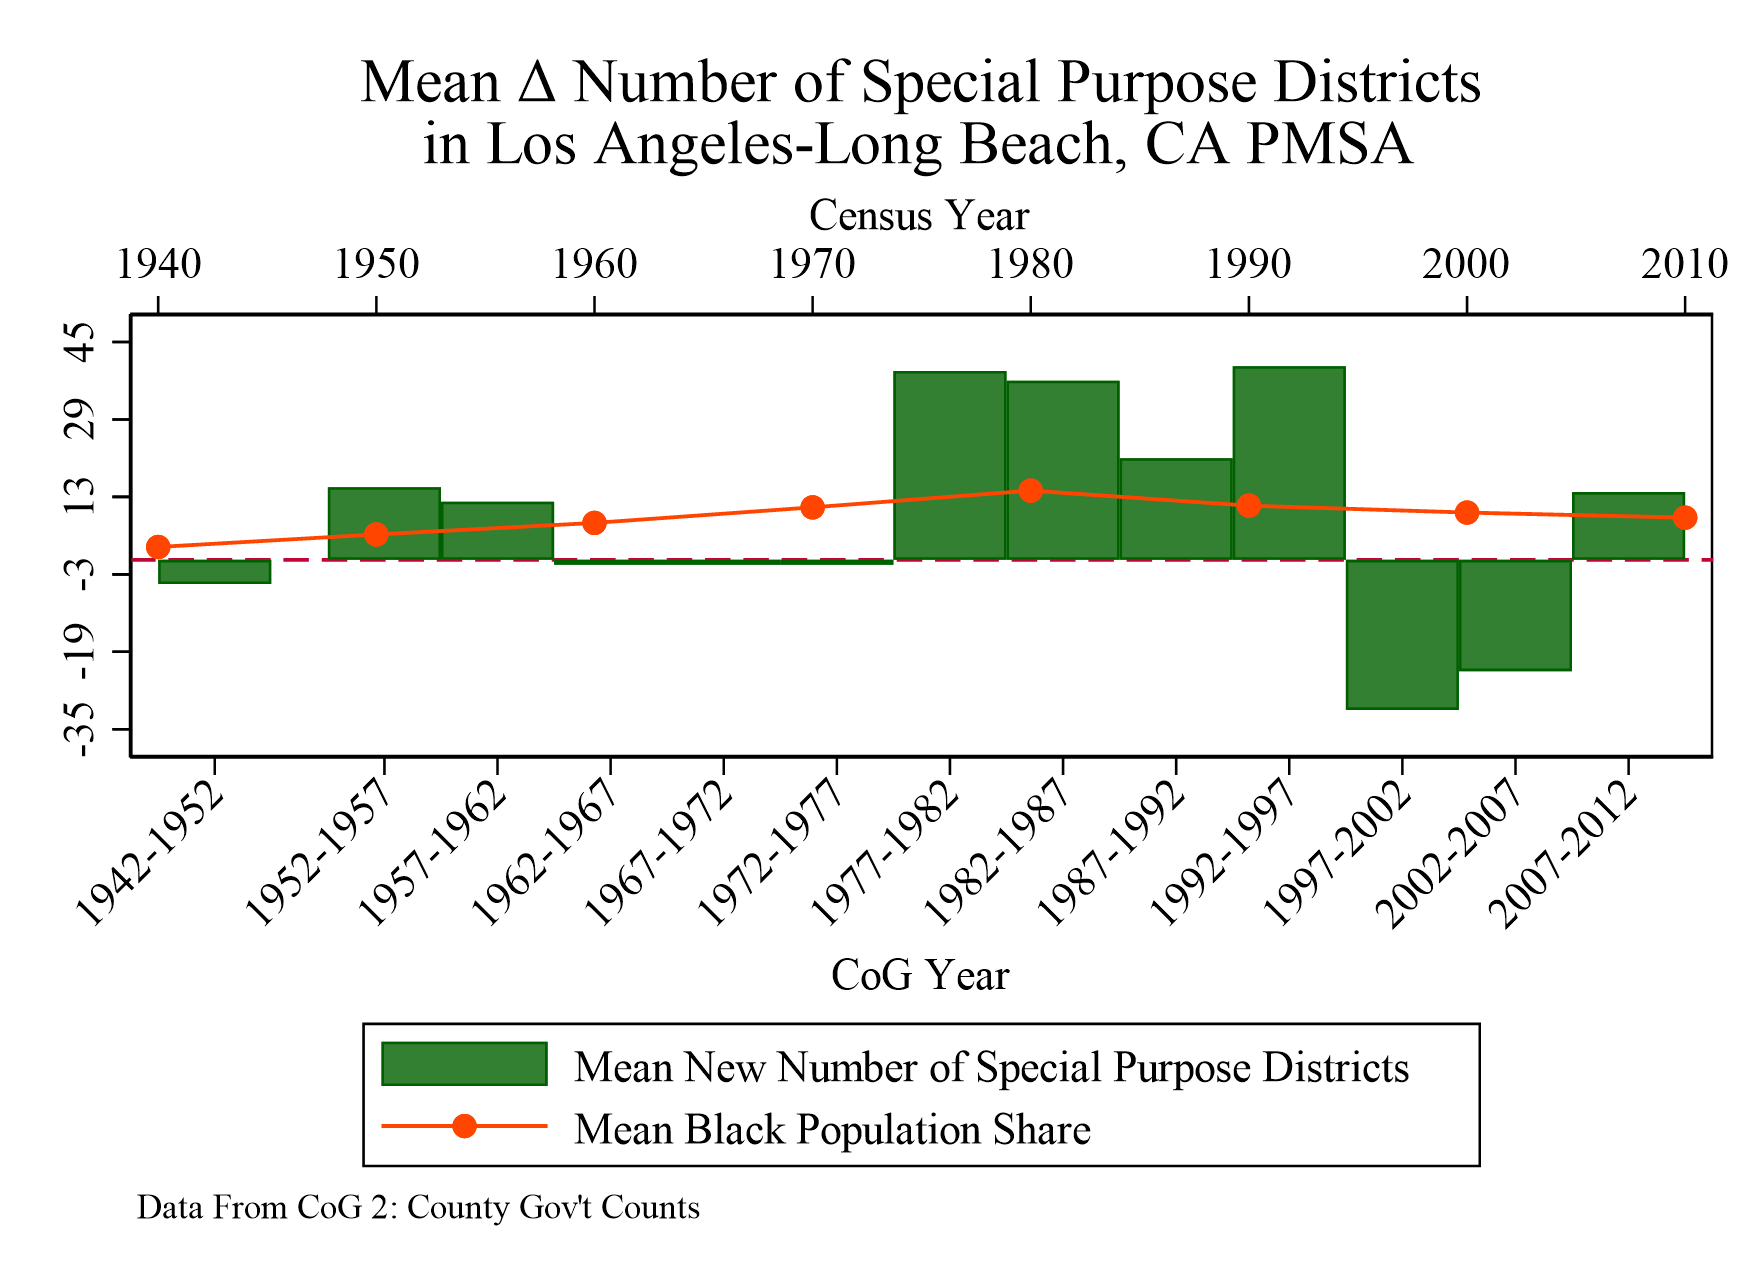 Mean Δ Number of Special Purpose Districts
in Los Angeles-Long Beach, CA PMSA
Census Year
1940 1950 1960 1970 1980 1990 2000 2010
45
29
13
-3
-19
-35
1942-1952 1952-1957 1957-1962 1962-1967 1967-1972 1972-1977 1977-1982 1982-1987 1987-1992 1992-1997 1997-2002 2002-2007 2007-2012
CoG Year
Mean New Number of Special Purpose Districts
Mean Black Population Share
Data From CoG 2: County Gov't Counts